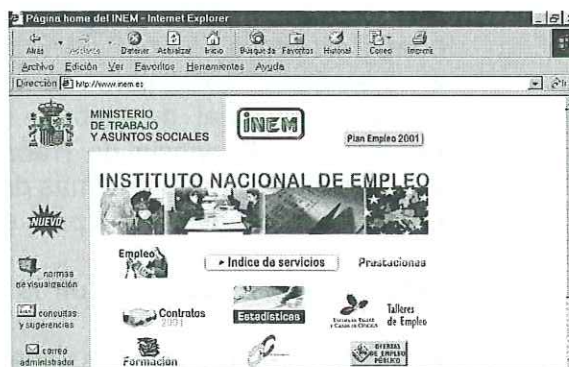 Página home del INEM - Internet Explorer
Atrás Detener Actualizar Inicio Búsqueda Favoritos Historial Correo Imprimir
Archivo Edición Ver Favoritos Herramientas Ayuda
Dirección http://www.inem.es
MINISTERIO
DE TRABAJO
Y ASUNTOS SOCIALES
INEM
Plan Empleo 2001
INSTITUTO NACIONAL DE EMPLEO
NUEVO
Empleo
Indice de servicios
Prestaciones
normas
de visualización
Contratos
2001
Estadísticas
Talleres
de Empleo
consultas
y sugerencias
Formación
OFERTAS
DE EMPLEO
PÚBLICO
correo
administrador